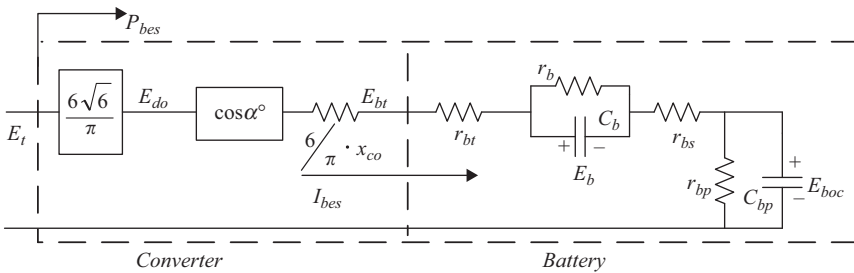 P_bes
r_b
6√6
π
E_do
cosα°
E_bt
E_t
r_bt
C_b
r_bs
+ −
E_b
6
π · x_co
I_bes
r_bp
C_bp
+
−
E_boc
Converter
Battery